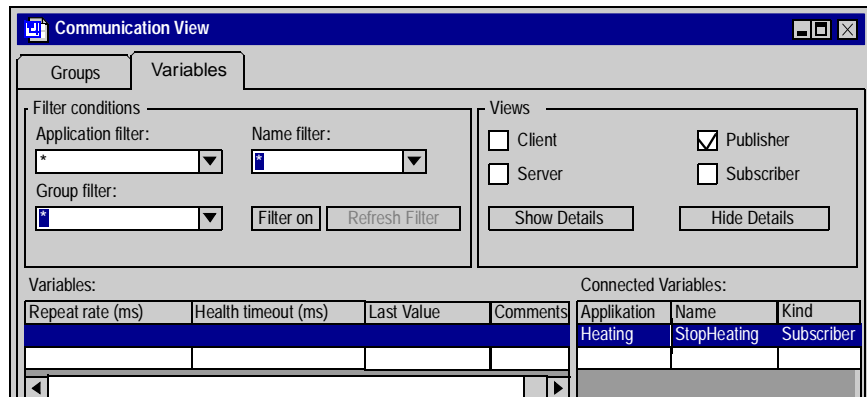 Communication View
Groups Variables
Filter conditions
Application filter: Name filter:
* *
Group filter:
* Filter on Refresh Filter
Views
Client Publisher
Server Subscriber
Show Details Hide Details
Variables:
Repeat rate (ms) Health timeout (ms) Last Value Comments
Connected Variables:
Applikation Name Kind
Heating StopHeating Subscriber